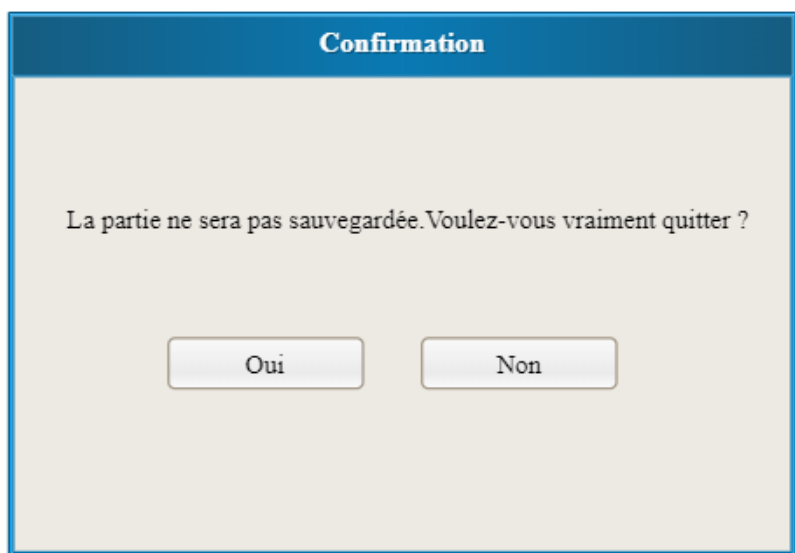 Confirmation
La partie ne sera pas sauvegardée.Voulez-vous vraiment quitter ?
Oui
Non